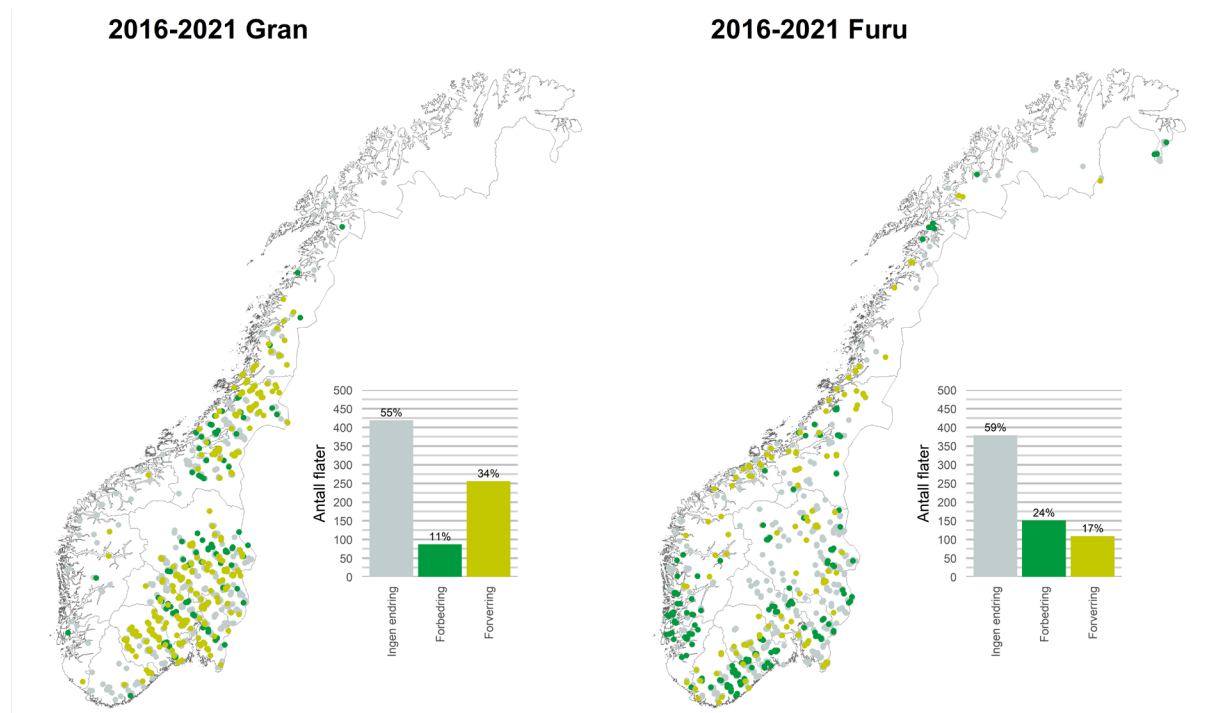 2016-2021 Gran
500
450
400
350
300
250
200
150
100
50
0
Antall flater
55%
11%
34%
Ingen endring
Forbedring
Forverring
2016-2021 Furu
500
450
400
350
300
250
200
150
100
50
0
Antall flater
59%
24%
17%
Ingen endring
Forbedring
Forverring